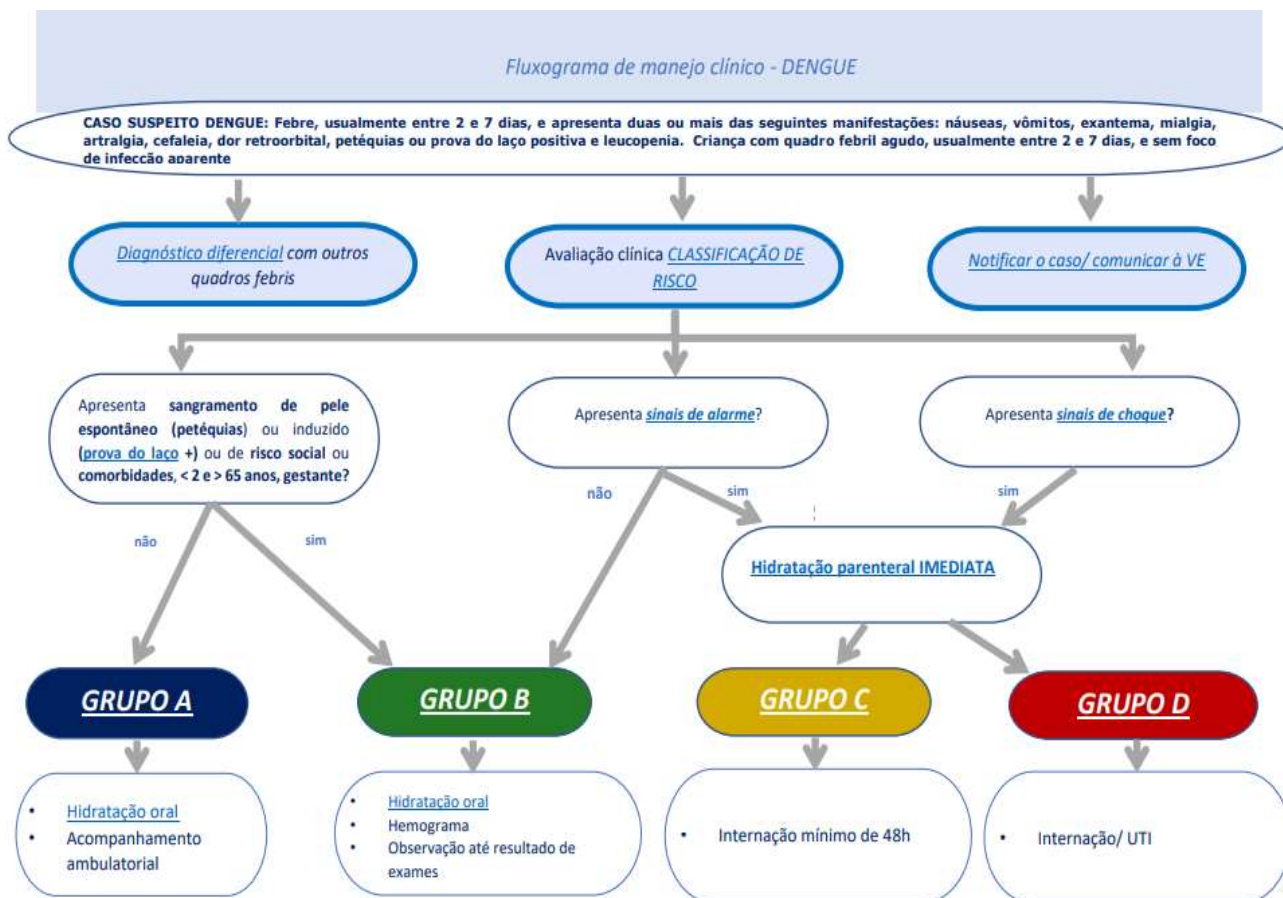 Fluxograma de manejo clínico - DENGUE
CASO SUSPEITO DENGUE: Febre, usualmente entre 2 e 7 dias, e apresenta duas ou mais das seguintes manifestações: náuseas, vômitos, exantema, mialgia,
artralgia, cefaleia, dor retroorbital, petéquias ou prova do laço positiva e leucopenia. Criança com quadro febril agudo, usualmente entre 2 e 7 dias, e sem foco
de infecção aparente
Diagnóstico diferencial com outros
quadros febris
Avaliação clínica CLASSIFICAÇÃO DE
RISCO
Notificar o caso/ comunicar à VE
Apresenta sangramento de pele
espontâneo (petéquias) ou induzido
(prova do laço +) ou de risco social ou
comorbidades, < 2 e > 65 anos, gestante?
Apresenta sinais de alarme?
Apresenta sinais de choque?
não
sim
não
sim
sim
Hidratação parenteral IMEDIATA
GRUPO A
GRUPO B
GRUPO C
GRUPO D
• Hidratação oral
• Acompanhamento
ambulatorial
• Hidratação oral
• Hemograma
• Observação até resultado de
exames
• Internação mínimo de 48h
• Internação/ UTI